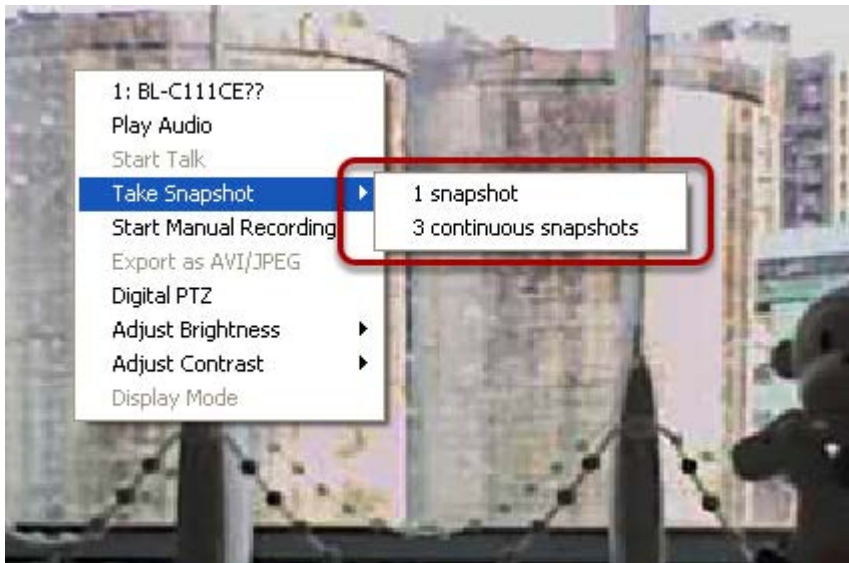 1: BL-C111CE??
Play Audio
Start Talk
Take Snapshot
1 snapshot
3 continuous snapshots
Start Manual Recording
Export as AVI/JPEG
Digital PTZ
Adjust Brightness
Adjust Contrast
Display Mode